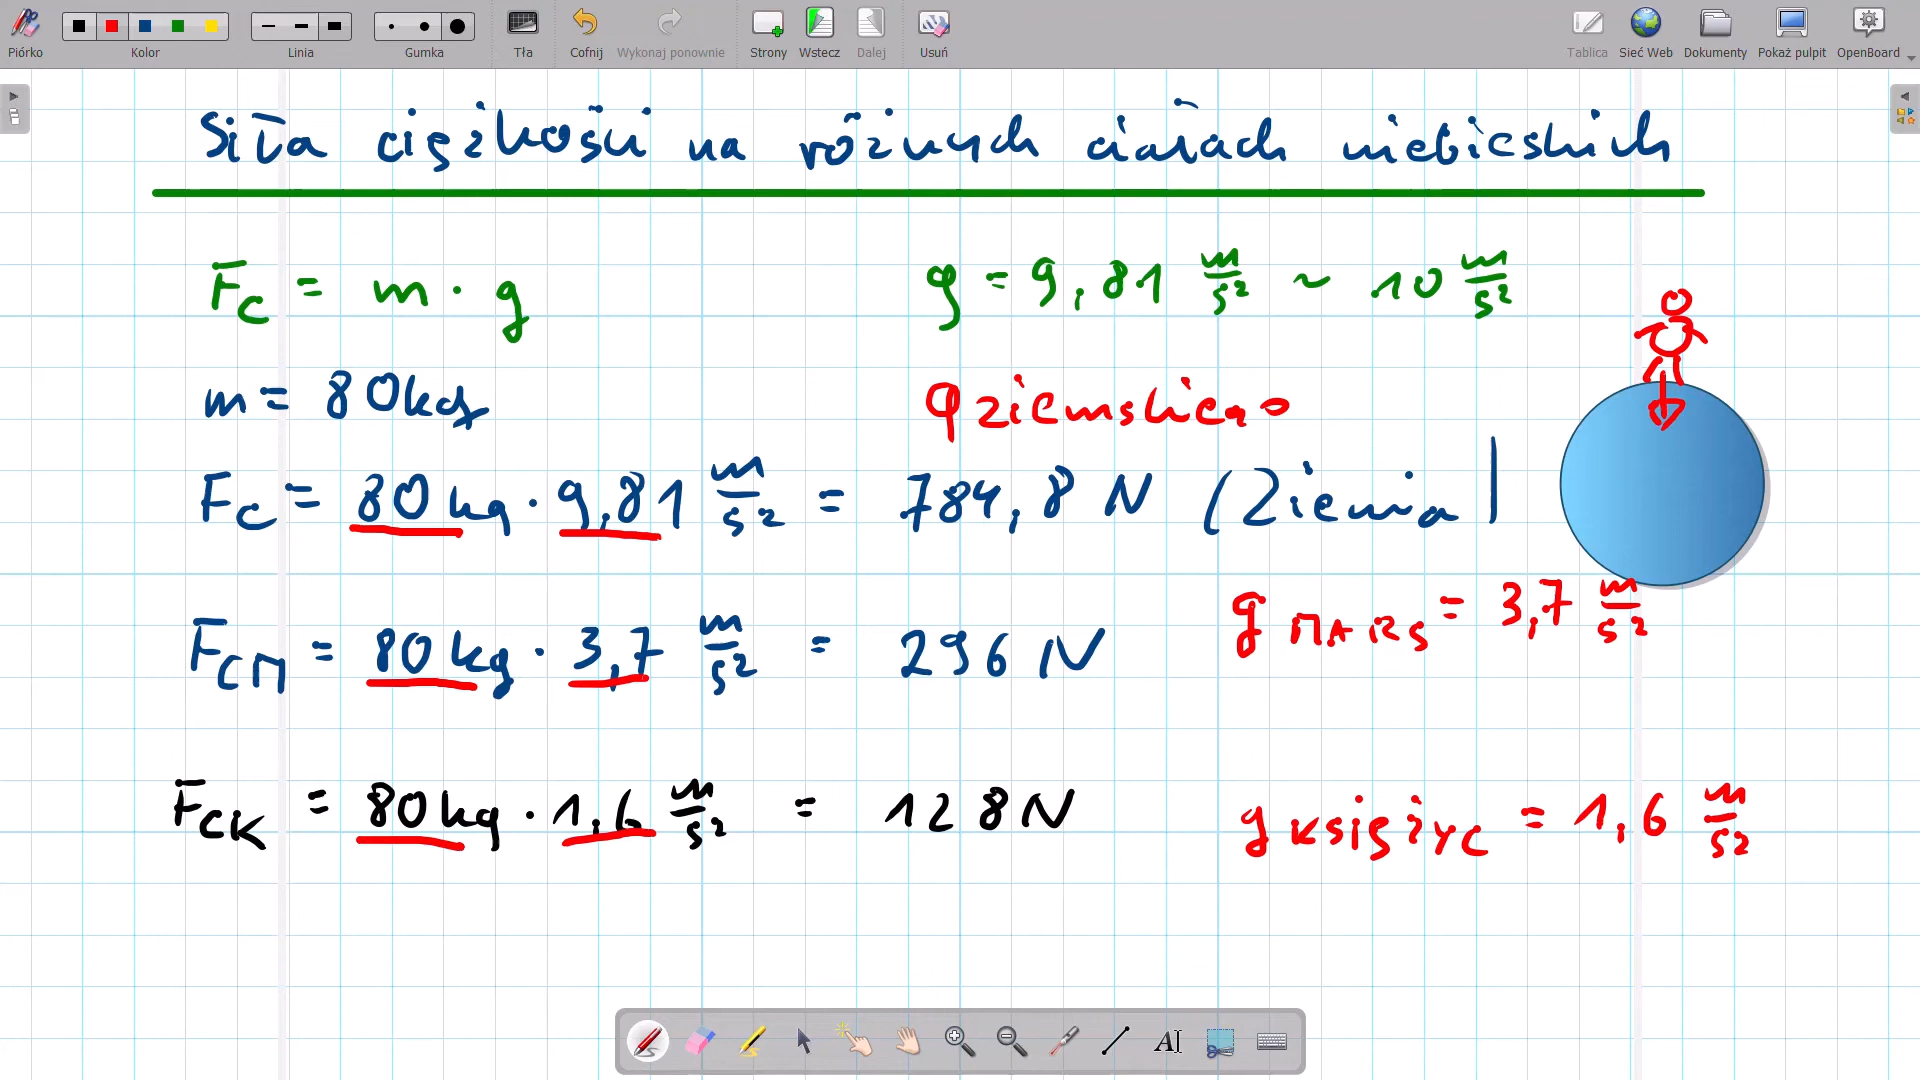 Piórko Kolor Linia Gumka Tła Cofnij Wykonaj ponownie Strony Wstecz Dalej Usuń Tablica Sieć Web Dokumenty Pokaż pulpit OpenBoard
Siła ciężkości na różnych ciałach niebieskich
Fc = m · g
g = 9,81 m/s² ~ 10 m/s²
m = 80kg
g ziemskiego
Fc = 80 kg · 9,81 m/s² = 784,8 N (Ziemia)
g MARS = 3,7 m/s²
FCM = 80 kg · 3,7 m/s² = 296 N
FCK = 80 kg · 1,6 m/s² = 128 N
g KSIĘŻYC = 1,6 m/s²